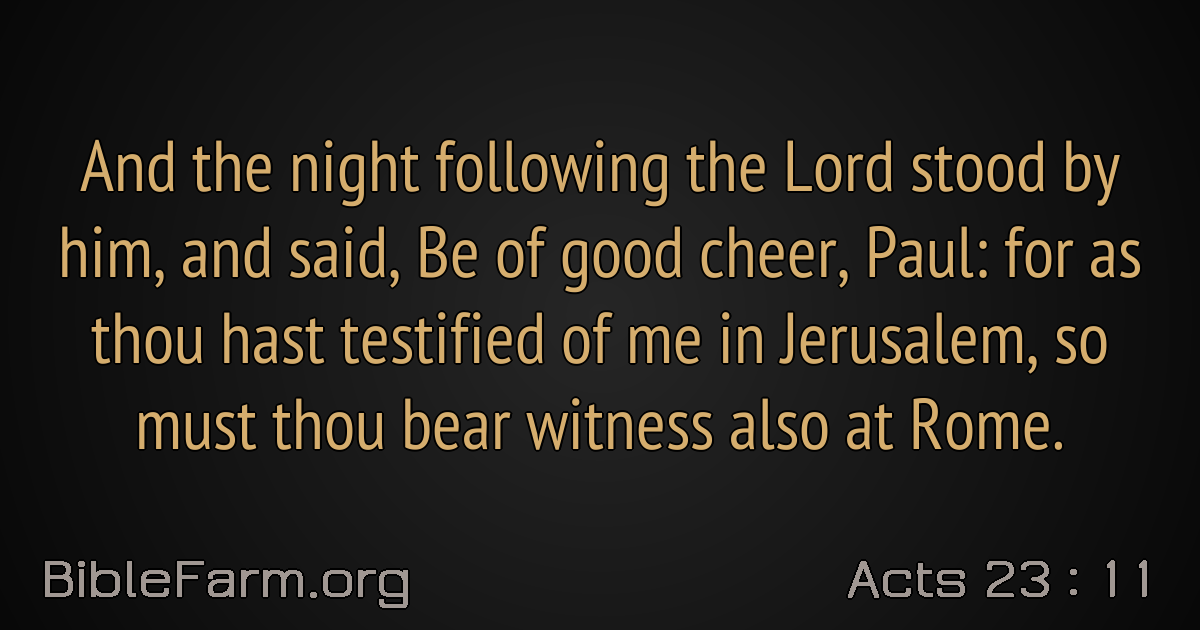 And the night following the Lord stood by
him, and said, Be of good cheer, Paul: for as
thou hast testified of me in Jerusalem, so
must thou bear witness also at Rome.
BibleFarm.org
Acts 23 : 11